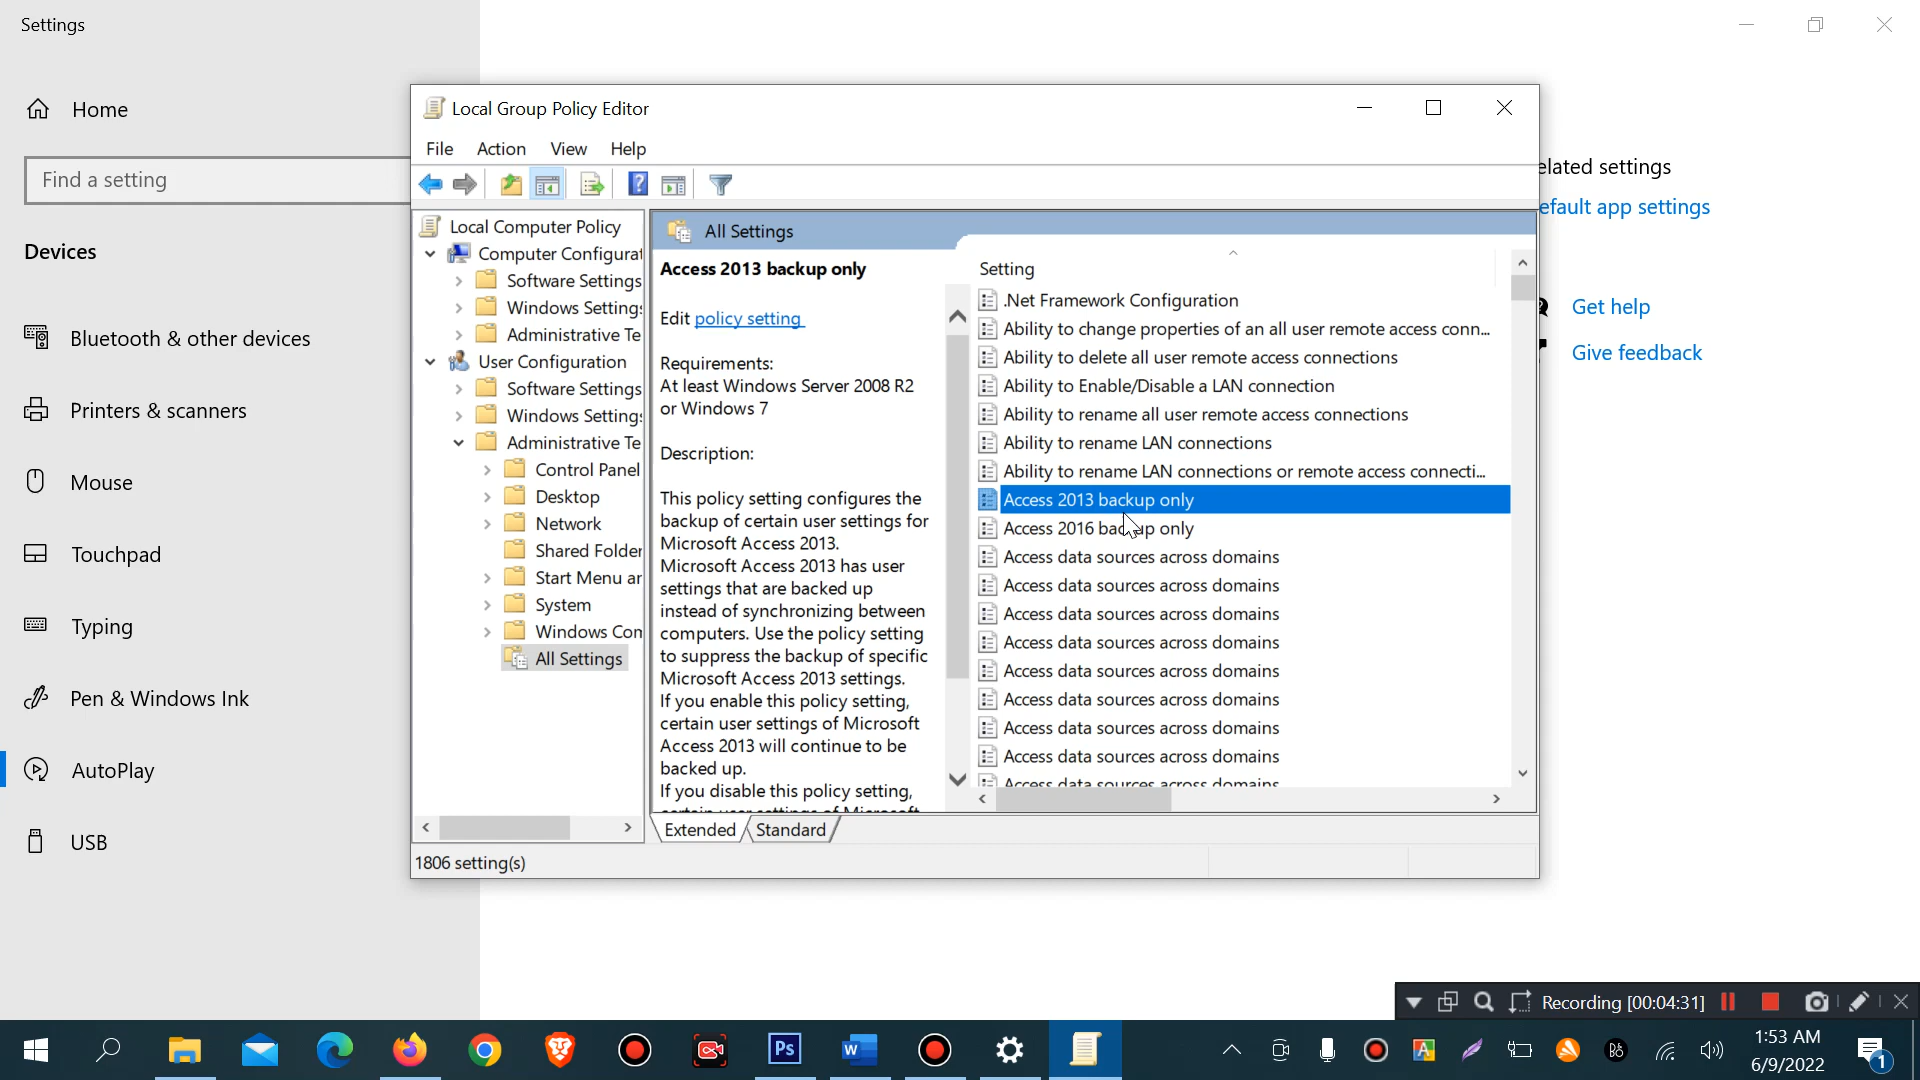 Settings
Home
Find a setting
Devices
Bluetooth & other devices
Printers & scanners
Mouse
Touchpad
Typing
Pen & Windows Ink
AutoPlay
USB
Local Group Policy Editor
File Action View Help
Local Computer Policy
Computer Configurat
Software Settings
Windows Setting
Administrative Te
User Configuration
Software Settings
Windows Setting
Administrative Te
Control Panel
Desktop
Network
Shared Folder
Start Menu ar
System
Windows Con
All Settings
All Settings
Access 2013 backup only
Edit policy setting
Requirements:
At least Windows Server 2008 R2
or Windows 7
Description:
This policy setting configures the
backup of certain user settings for
Microsoft Access 2013.
Microsoft Access 2013 has user
settings that are backed up
instead of synchronizing between
computers. Use the policy setting
to suppress the backup of specific
Microsoft Access 2013 settings.
If you enable this policy setting,
certain user settings of Microsoft
Access 2013 will continue to be
backed up.
If you disable this policy setting,
certain user settings of Microsoft
Setting
.Net Framework Configuration
Ability to change properties of an all user remote access conn...
Ability to delete all user remote access connections
Ability to Enable/Disable a LAN connection
Ability to rename all user remote access connections
Ability to rename LAN connections
Ability to rename LAN connections or remote access connecti...
Access 2013 backup only
Access 2016 backup only
Access data sources across domains
Access data sources across domains
Access data sources across domains
Access data sources across domains
Access data sources across domains
Access data sources across domains
Access data sources across domains
Access data sources across domains
Access data sources across domains
Extended Standard
1806 setting(s)
elated settings
efault app settings
Get help
Give feedback
Recording [00:04:31]
Ps
W
A
1:53 AM
6/9/2022
1